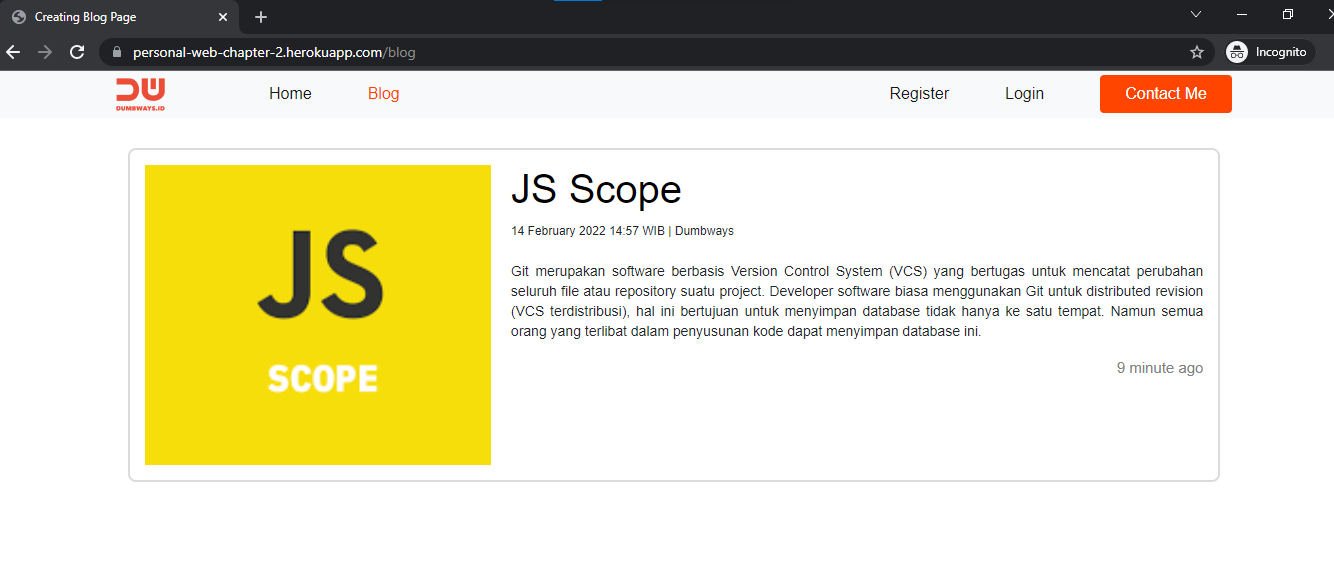 Creating Blog Page
personal-web-chapter-2.herokuapp.com/blog
Incognito
DW
DUMBWAYS.ID
Home
Blog
Register
Login
Contact Me
JS
SCOPE
JS Scope
14 February 2022 14:57 WIB | Dumbways
Git merupakan software berbasis Version Control System (VCS) yang bertugas untuk mencatat perubahan
seluruh file atau repository suatu project. Developer software biasa menggunakan Git untuk distributed revision
(VCS terdistribusi), hal ini bertujuan untuk menyimpan database tidak hanya ke satu tempat. Namun semua
orang yang terlibat dalam penyusunan kode dapat menyimpan database ini.
9 minute ago